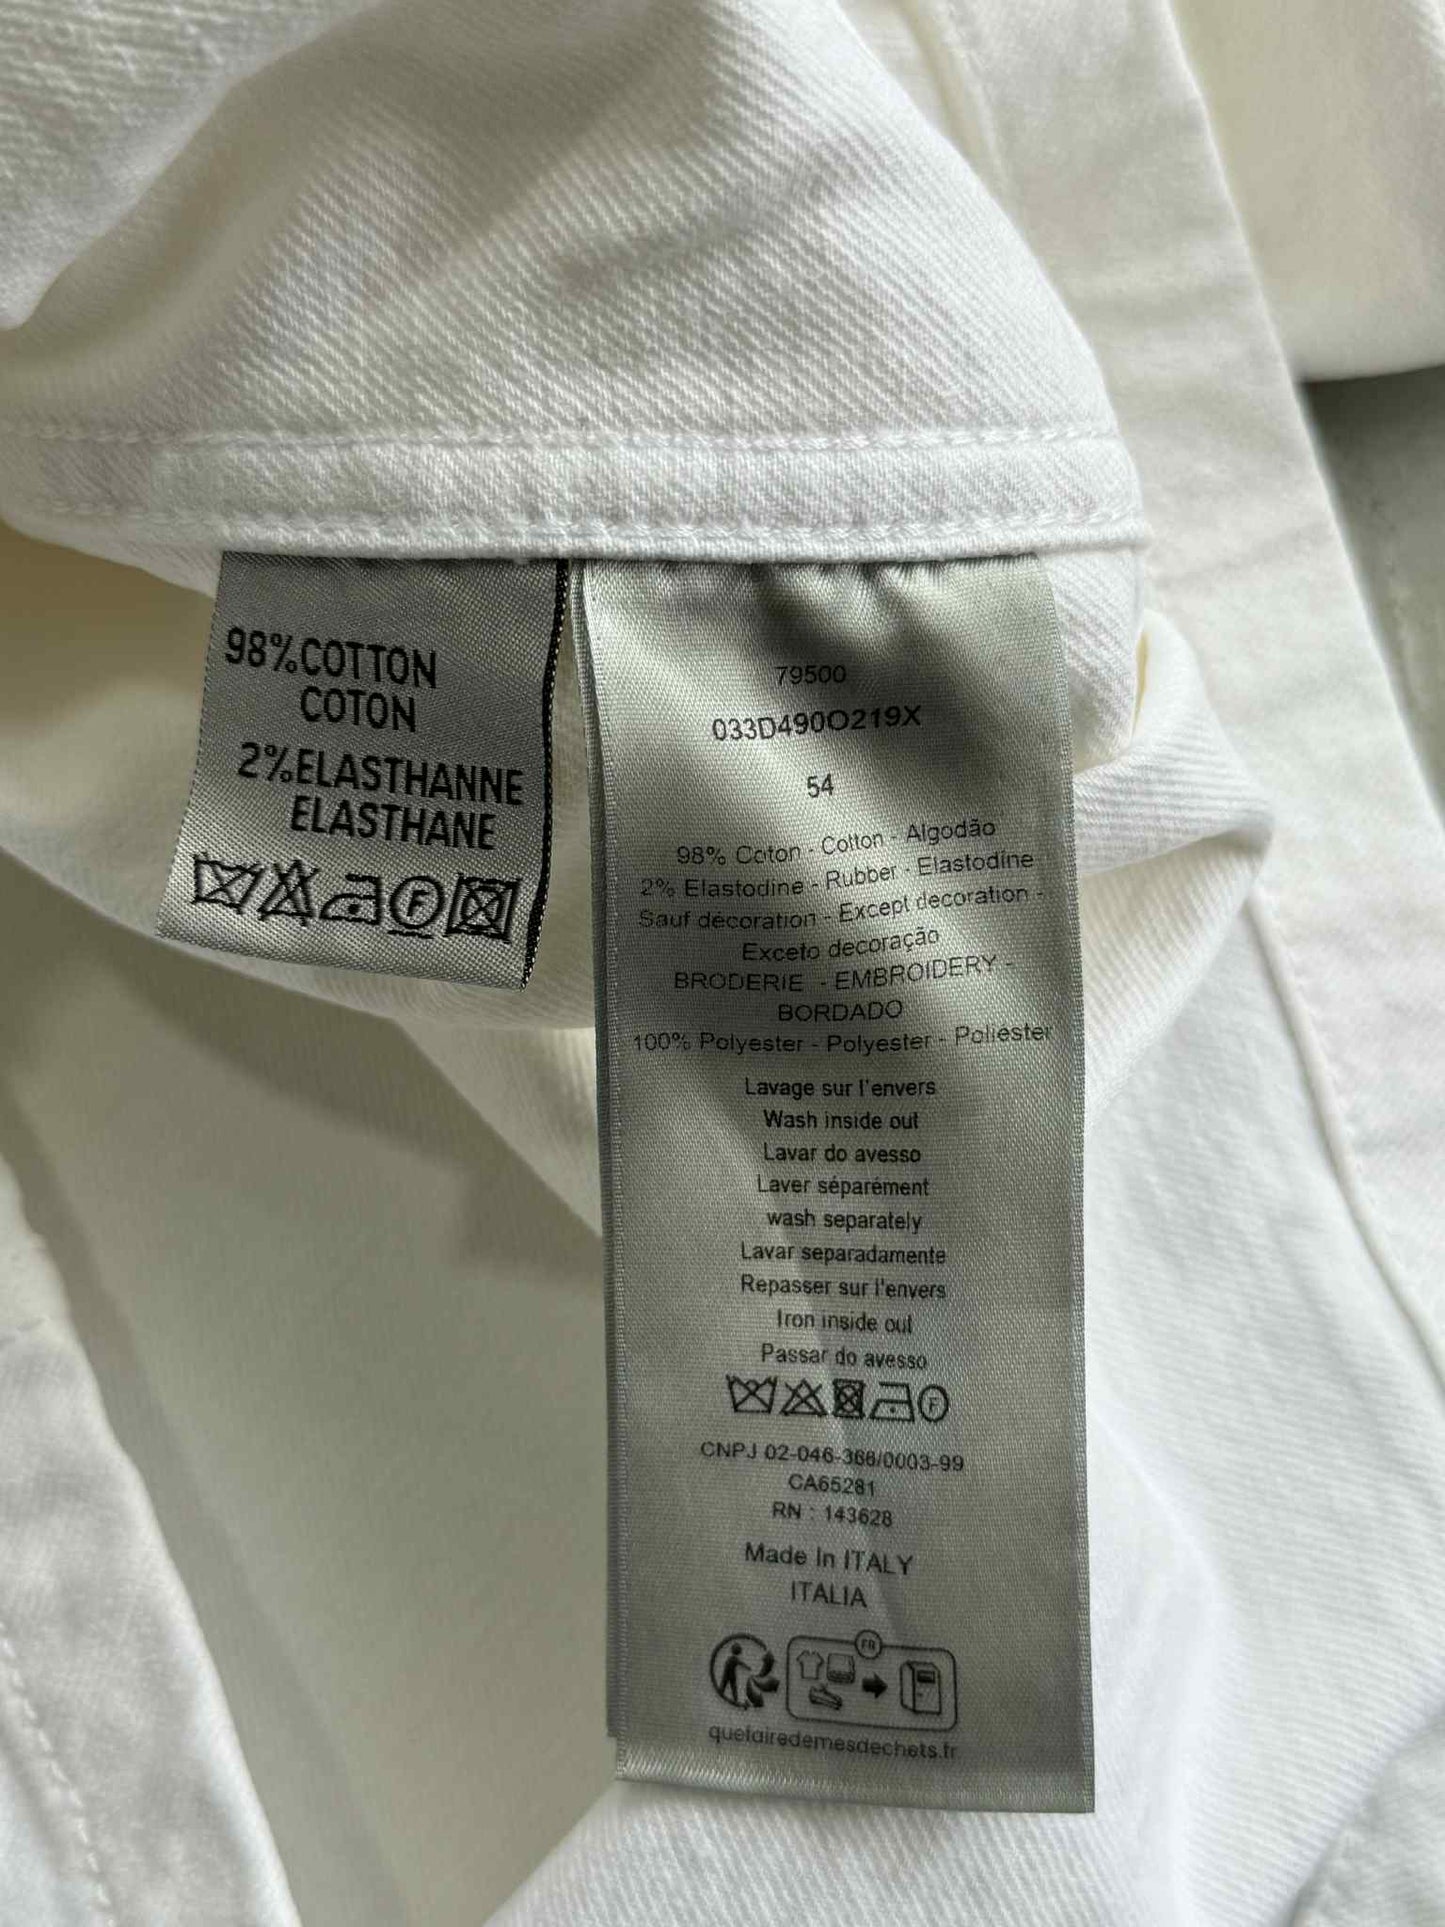 98%COTTON
COTON
2%ELASTHANNE
ELASTHANE
F
79500
033D490O219X
54
98% Coton - Cotton - Algodão
2% Elastodine - Rubber - Elastodine
Sauf décoration - Except decoration -
Exceto decoração
BRODERIE - EMBROIDERY -
BORDADO
100% Polyester - Polyester - Poliester
Lavage sur l'envers
Wash inside out
Lavar do avesso
Laver séparément
wash separately
Lavar separadamente
Repasser sur l'envers
Iron inside out
Passar do avesso
F
CNPJ 02-046-368/0003-99
CA65281
RN : 143628
Made In ITALY
ITALIA
FR
quefairedemesdechets.fr